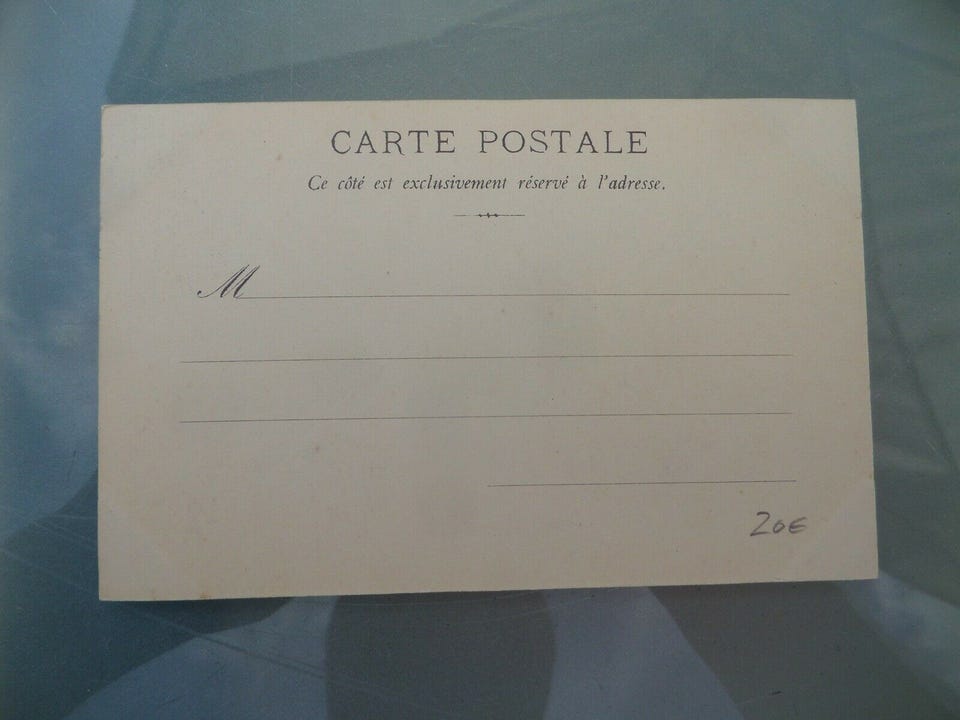 CARTE POSTALE
Ce côté est exclusivement réservé à l'adresse.
M
20€